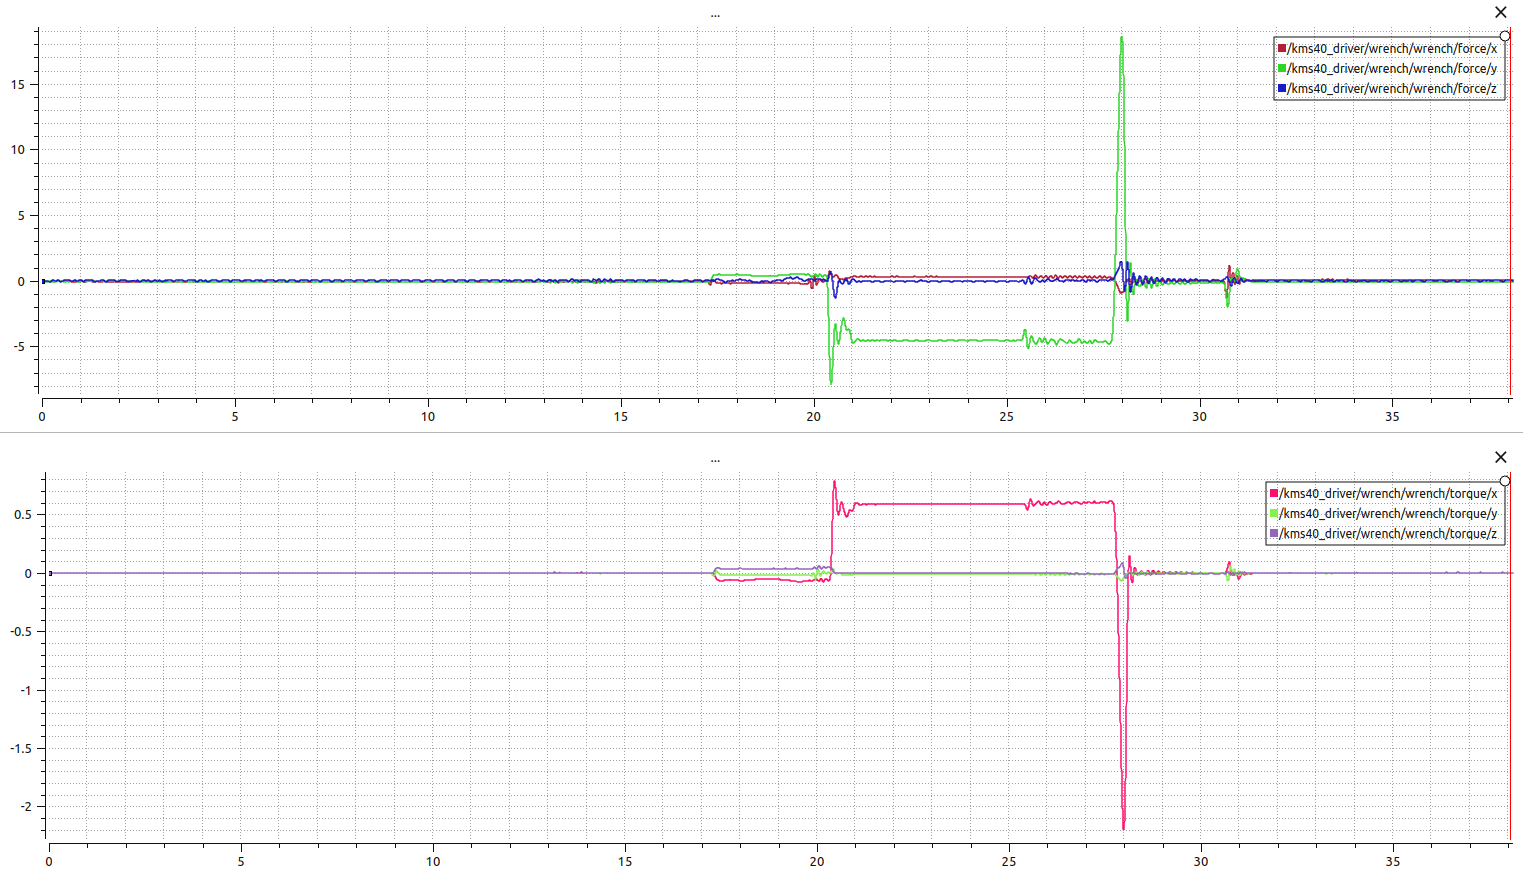 ...
/kms40_driver/wrench/wrench/force/x
/kms40_driver/wrench/wrench/force/y
/kms40_driver/wrench/wrench/force/z
15
10
5
0
-5
0 5 10 15 20 25 30 35
...
/kms40_driver/wrench/wrench/torque/x
/kms40_driver/wrench/wrench/torque/y
/kms40_driver/wrench/wrench/torque/z
0.5
0
-0.5
-1
-1.5
-2
0 5 10 15 20 25 30 35